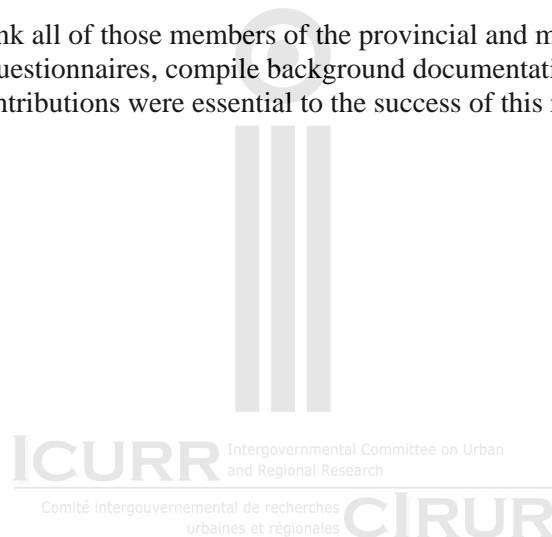 nk all of those members of the provincial and m
uestionnaires, compile background documentati
ntributions were essential to the success of this
ICURR Intergovernmental Committee on Urban
and Regional Research
Comité intergouvernemental de recherches
urbaines et régionales CIRUR